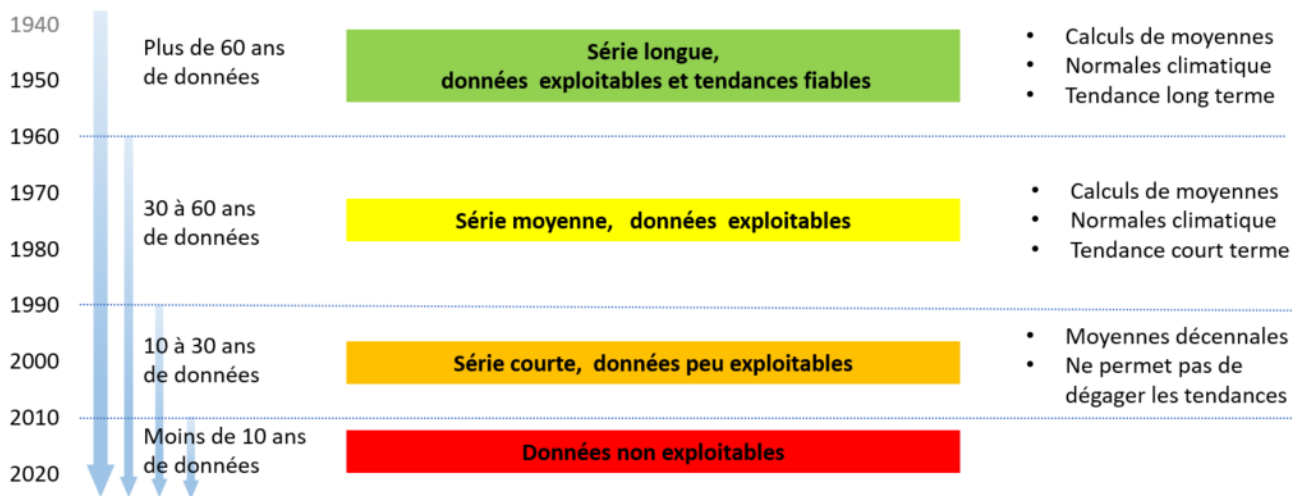 1940
Plus de 60 ans
de données
Série longue,
données exploitables et tendances fiables
• Calculs de moyennes
• Normales climatique
• Tendance long terme
1950
1960
1970
30 à 60 ans
de données
Série moyenne, données exploitables
• Calculs de moyennes
• Normales climatique
• Tendance court terme
1980
1990
10 à 30 ans
de données
Série courte, données peu exploitables
• Moyennes décennales
• Ne permet pas de
dégager les tendances
2000
2010
Moins de 10 ans
de données
Données non exploitables
2020